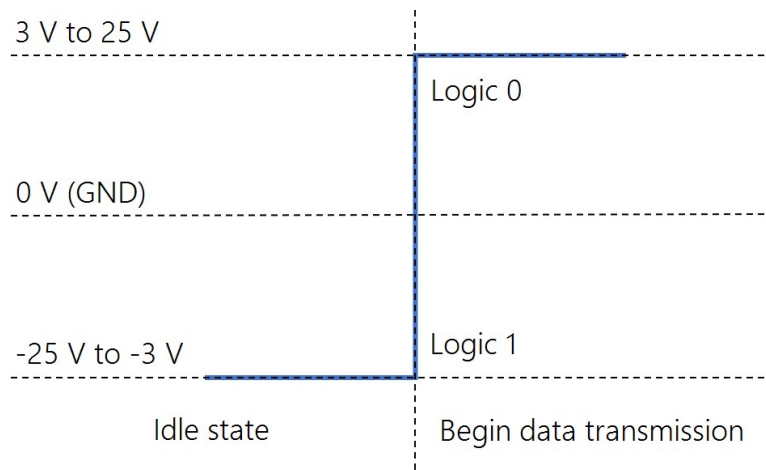 3 V to 25 V
Logic 0
0 V (GND)
Logic 1
-25 V to -3 V
Idle state
Begin data transmission